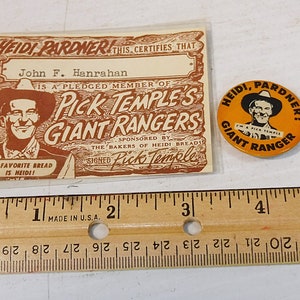 HEIDI, PARDNER! THIS CERTIFIES THAT
John F. Hanrahan
IS A PLEDGED MEMBER OF
PICK TEMPLE'S
GIANT RANGERS
SPONSORED BY
THE BAKERS OF HEIDI BREAD
SIGNED Pick Temple
FAVORITE BREAD
IS HEIDI!
HEIDI, PARDNER!
I'M A PICK TEMPLE
GIANT RANGER
1 2 3 4
MADE IN U.S.A.